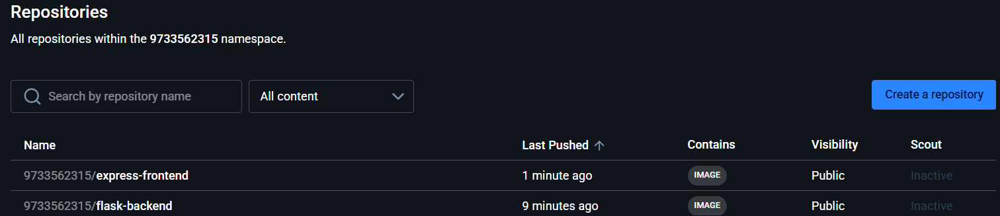 Repositories
All repositories within the 9733562315 namespace.
Search by repository name
All content
Create a repository
Name Last Pushed Contains Visibility Scout
9733562315/express-frontend 1 minute ago IMAGE Public Inactive
9733562315/flask-backend 9 minutes ago IMAGE Public Inactive